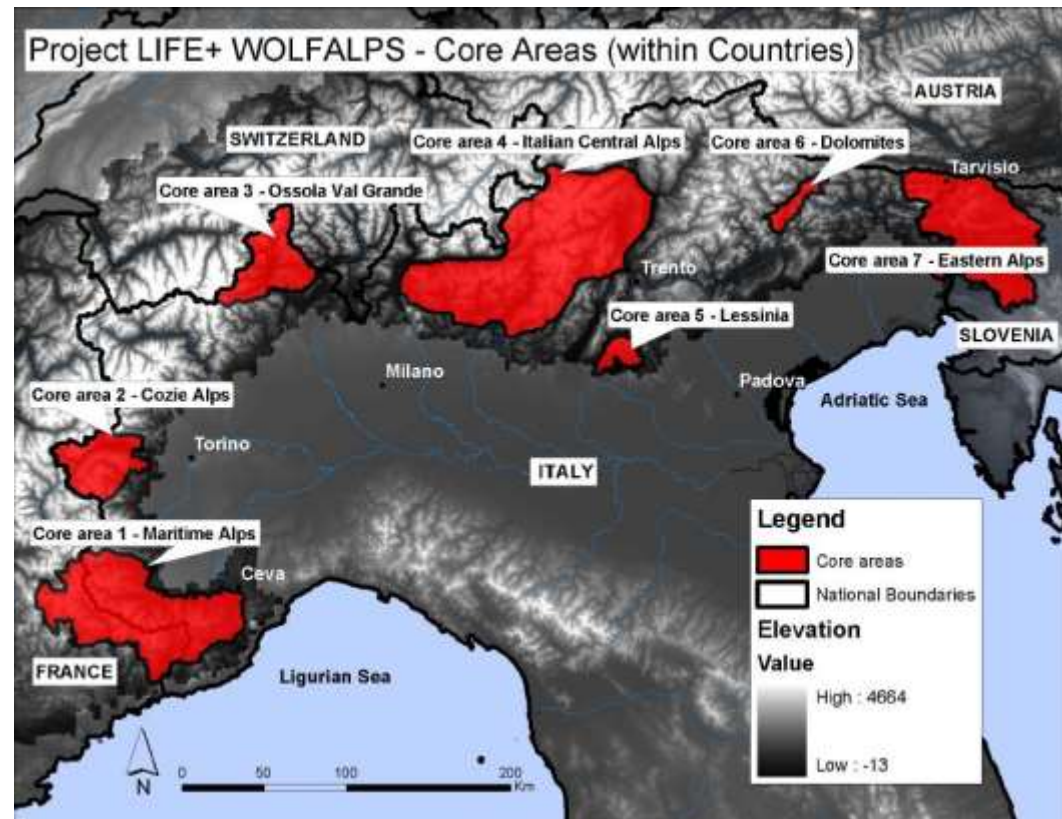 Project LIFE+ WOLFALPS - Core Areas (within Countries)
AUSTRIA
SWITZERLAND
Core area 4 - Italian Central Alps
Core area 6 - Dolomites
Tarvisio
Core area 3 - Ossola Val Grande
Core area 7 - Eastern Alps
Trento
Core area 5 - Lessinia
SLOVENIA
Milano
Padova
Core area 2 - Cozie Alps
Adriatic Sea
Torino
ITALY
Core area 1 - Maritime Alps
Ceva
FRANCE
Ligurian Sea
Legend
Core areas
National Boundaries
Elevation
Value
High : 4664
Low : -13
N
0 50 100 200
Km